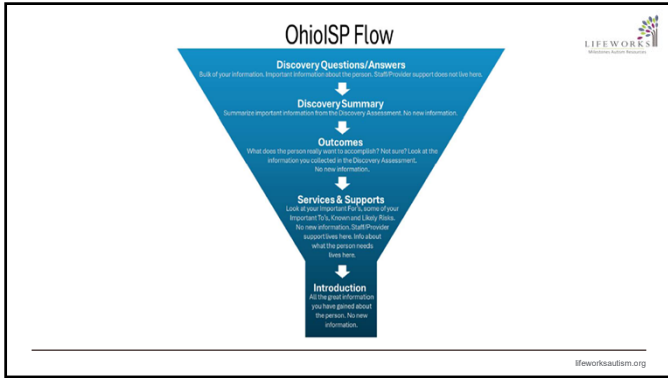 OhioISP Flow
LIFEWORKS
Milestones Autism Resources
Discovery Questions/Answers
Bulk of your information. Important information about the person. Staff/Provider support does not live here.
Discovery Summary
Summarize important information from the Discovery Assessment. No new information.
Outcomes
What does the person really want to accomplish? Not sure? Look at the
information you collected in the Discovery Assessment.
No new information.
Services & Supports
Look at your Important For's, some of your
Important To's, Known and Likely Risks.
No new information. Staff/Provider
support lives here. Info about
what the person needs
lives here.
Introduction
All the great information
you have gained about
the person. No new
information.
lifeworksautism.org